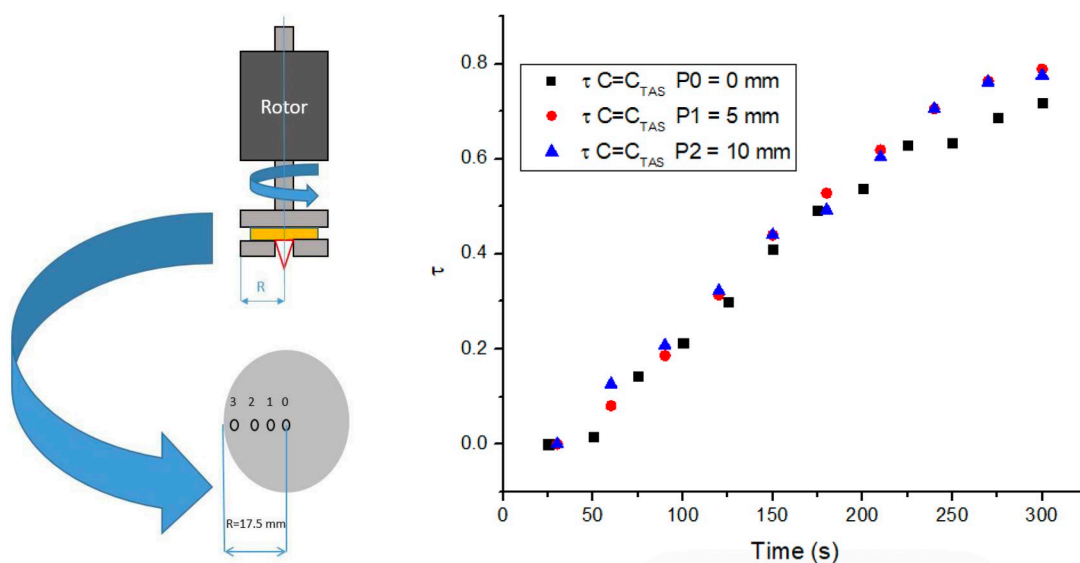 Rotor
R
3 2 1 0
R=17.5 mm
τ C=C_TAS P0 = 0 mm
τ C=C_TAS P1 = 5 mm
τ C=C_TAS P2 = 10 mm
τ
0.8
0.6
0.4
0.2
0.0
0 50 100 150 200 250 300
Time (s)